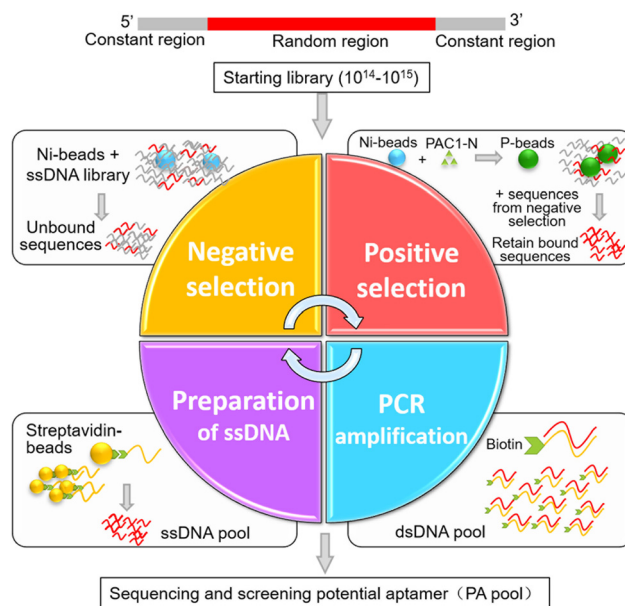 5’ 3’
Constant region Random region Constant region
Starting library (10¹⁴-10¹⁵)
Ni-beads +
ssDNA library
Unbound
sequences
Ni-beads PAC1-N P-beads
+
+ sequences
from negative
selection
Retain bound
sequences
Negative
selection
Positive
selection
Preparation
of ssDNA
PCR
amplification
Streptavidin-
beads
ssDNA pool
Biotin
dsDNA pool
Sequencing and screening potential aptamer（PA pool）